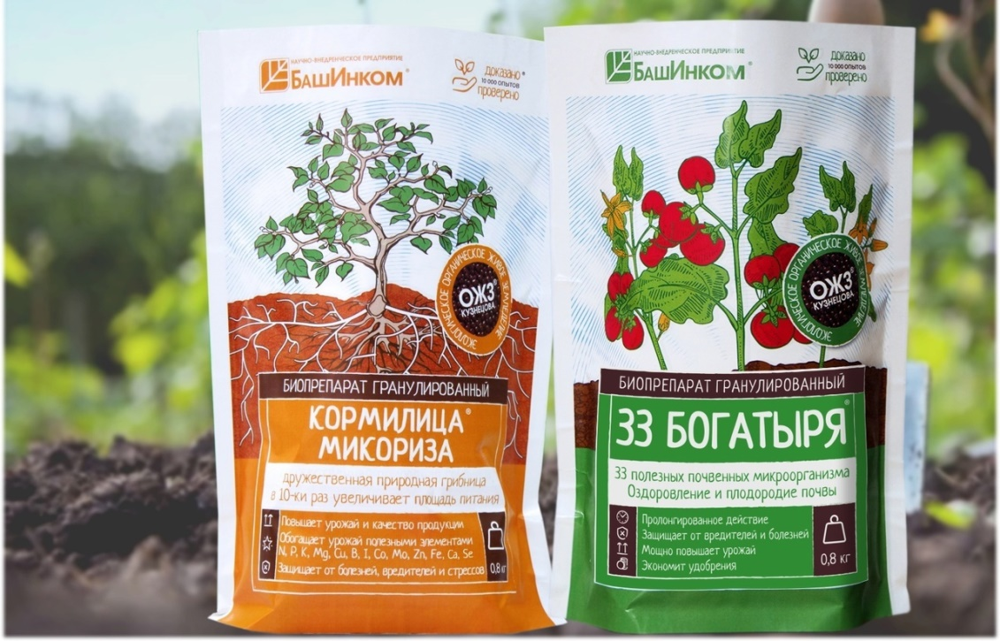 НАУЧНО-ВНЕДРЕНЧЕСКОЕ ПРЕДПРИЯТИЕ
БашИнком®
доказано®
10 000 опытов
проверено
ЭКОЛОГИЧЕСКОЕ ОРГАНИЧЕСКОЕ ЖИВОЕ ЗЕМЛЕДЕЛИЕ
ОЖЗ
КУЗНЕЦОВА
БИОПРЕПАРАТ ГРАНУЛИРОВАННЫЙ
КОРМИЛИЦА®
МИКОРИЗА
дружественная природная грибница
в 10-ки раз увеличивает площадь питания
Повышает урожай и качество продукции
Обогащает урожай полезными элементами
N, P, K, Mg, Cu, B, I, Co, Mo, Zn, Fe, Ca, Se
Защищает от болезней, вредителей и стрессов
0,8 кг
НАУЧНО-ВНЕДРЕНЧЕСКОЕ ПРЕДПРИЯТИЕ
БашИнком®
доказано
10 000 опытов
проверено
ЭКОЛОГИЧЕСКОЕ ОРГАНИЧЕСКОЕ ЖИВОЕ ЗЕМЛЕДЕЛИЕ
ОЖЗ
КУЗНЕЦОВА
БИОПРЕПАРАТ ГРАНУЛИРОВАННЫЙ
33 БОГАТЫРЯ®
33 полезных почвенных микроорганизма
Оздоровление и плодородие почвы
Пролонгированное действие
Защищает от вредителей и болезней
Мощно повышает урожай
Экономит удобрения
0,8 кг